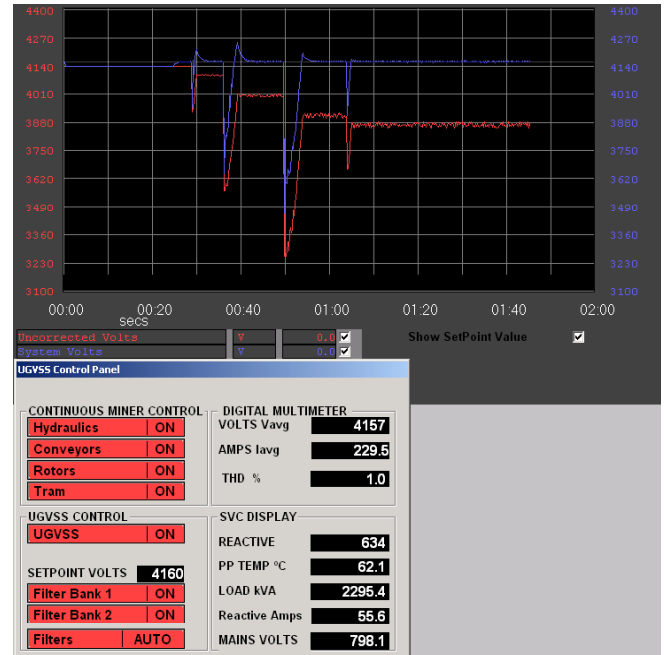 4400 4400
4270 4270
4140 4140
4010 4010
3880 3880
3750 3750
3620 3620
3490 3490
3360 3360
3230 3230
3100 3100
00:00 00:20 00:40 01:00 01:20 01:40 02:00
secs
Uncorrected Volts V 0.0 Show SetPoint Value
System Volts V 0.0
UGVSS Control Panel
CONTINUOUS MINER CONTROL
Hydraulics ON
Conveyors ON
Rotors ON
Tram ON
DIGITAL MULTIMETER
VOLTS Vavg 4157
AMPS Iavg 229.5
THD % 1.0
UGVSS CONTROL
UGVSS ON
SETPOINT VOLTS 4160
Filter Bank 1 ON
Filter Bank 2 ON
Filters AUTO
SVC DISPLAY
REACTIVE 634
PP TEMP °C 62.1
LOAD kVA 2295.4
Reactive Amps 55.6
MAINS VOLTS 798.1